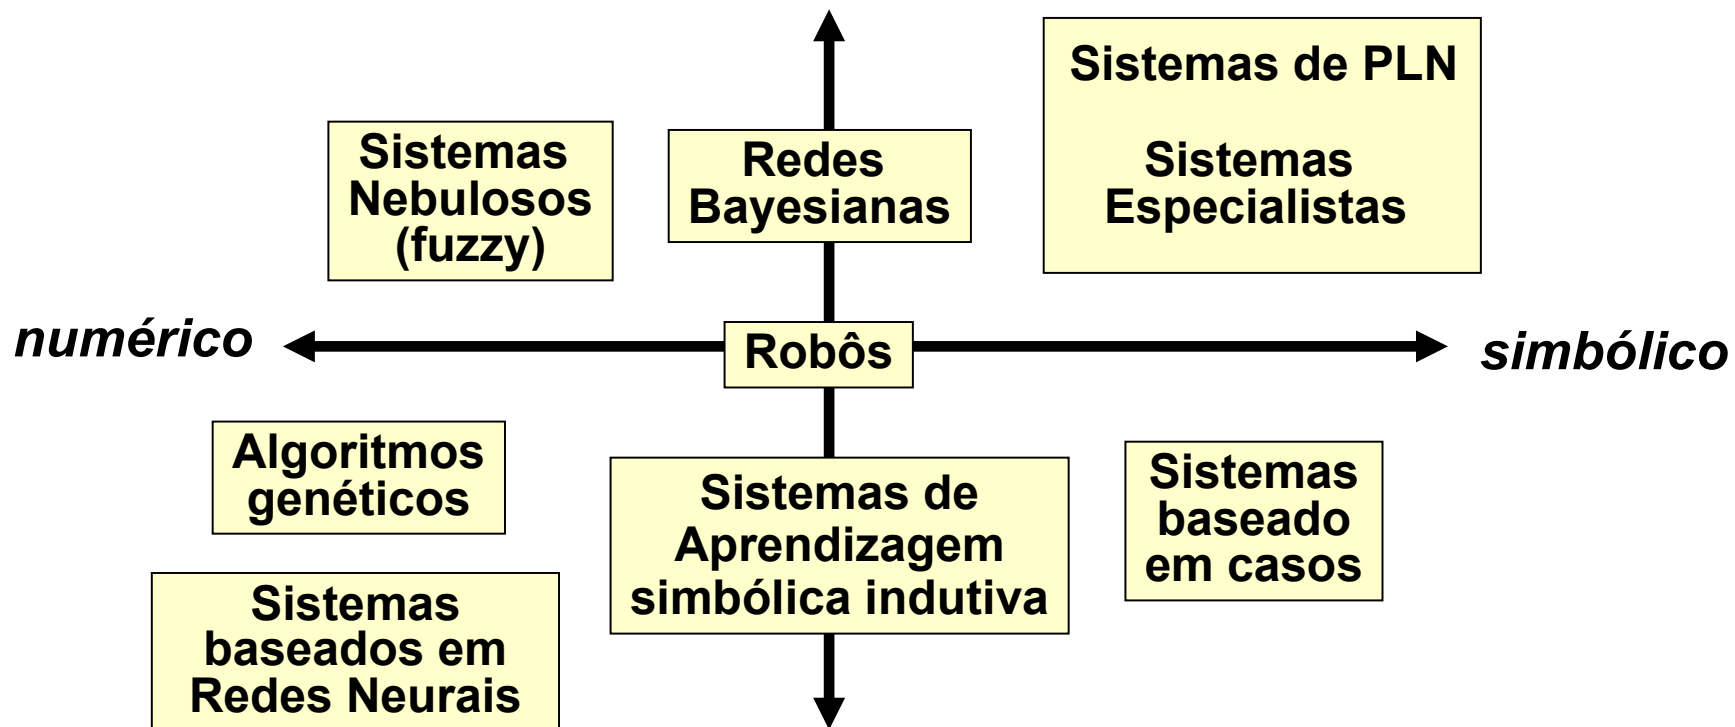 Sistemas de PLN
Sistemas
Especialistas
Sistemas
Nebulosos
(fuzzy)
Redes
Bayesianas
numérico
Robôs
simbólico
Algoritmos
genéticos
Sistemas de
Aprendizagem
simbólica indutiva
Sistemas
baseado
em casos
Sistemas
baseados em
Redes Neurais